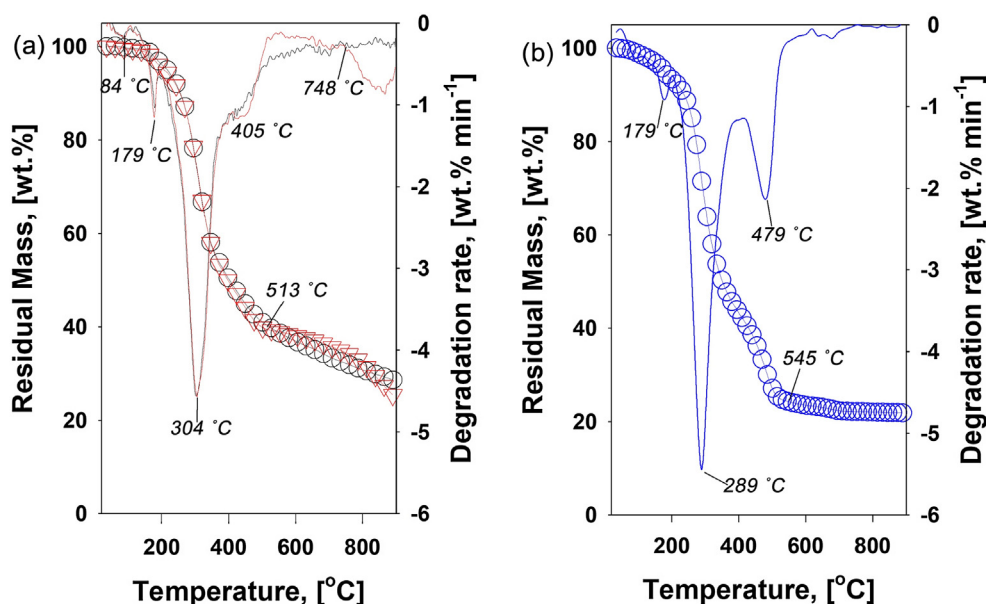 (a)
100
80
60
40
20
0
Residual Mass, [wt.%]
84 ˚C
179 ˚C
304 ˚C
405 ˚C
513 ˚C
748 ˚C
0
-1
-2
-3
-4
-5
-6
Degradation rate, [wt.% min⁻¹]
200 400 600 800
Temperature, [°C]
(b)
100
80
60
40
20
0
Residual Mass, [wt.%]
179 ˚C
289 ˚C
479 ˚C
545 ˚C
0
-1
-2
-3
-4
-5
-6
Degradation rate, [wt.% min⁻¹]
200 400 600 800
Temperature, [°C]